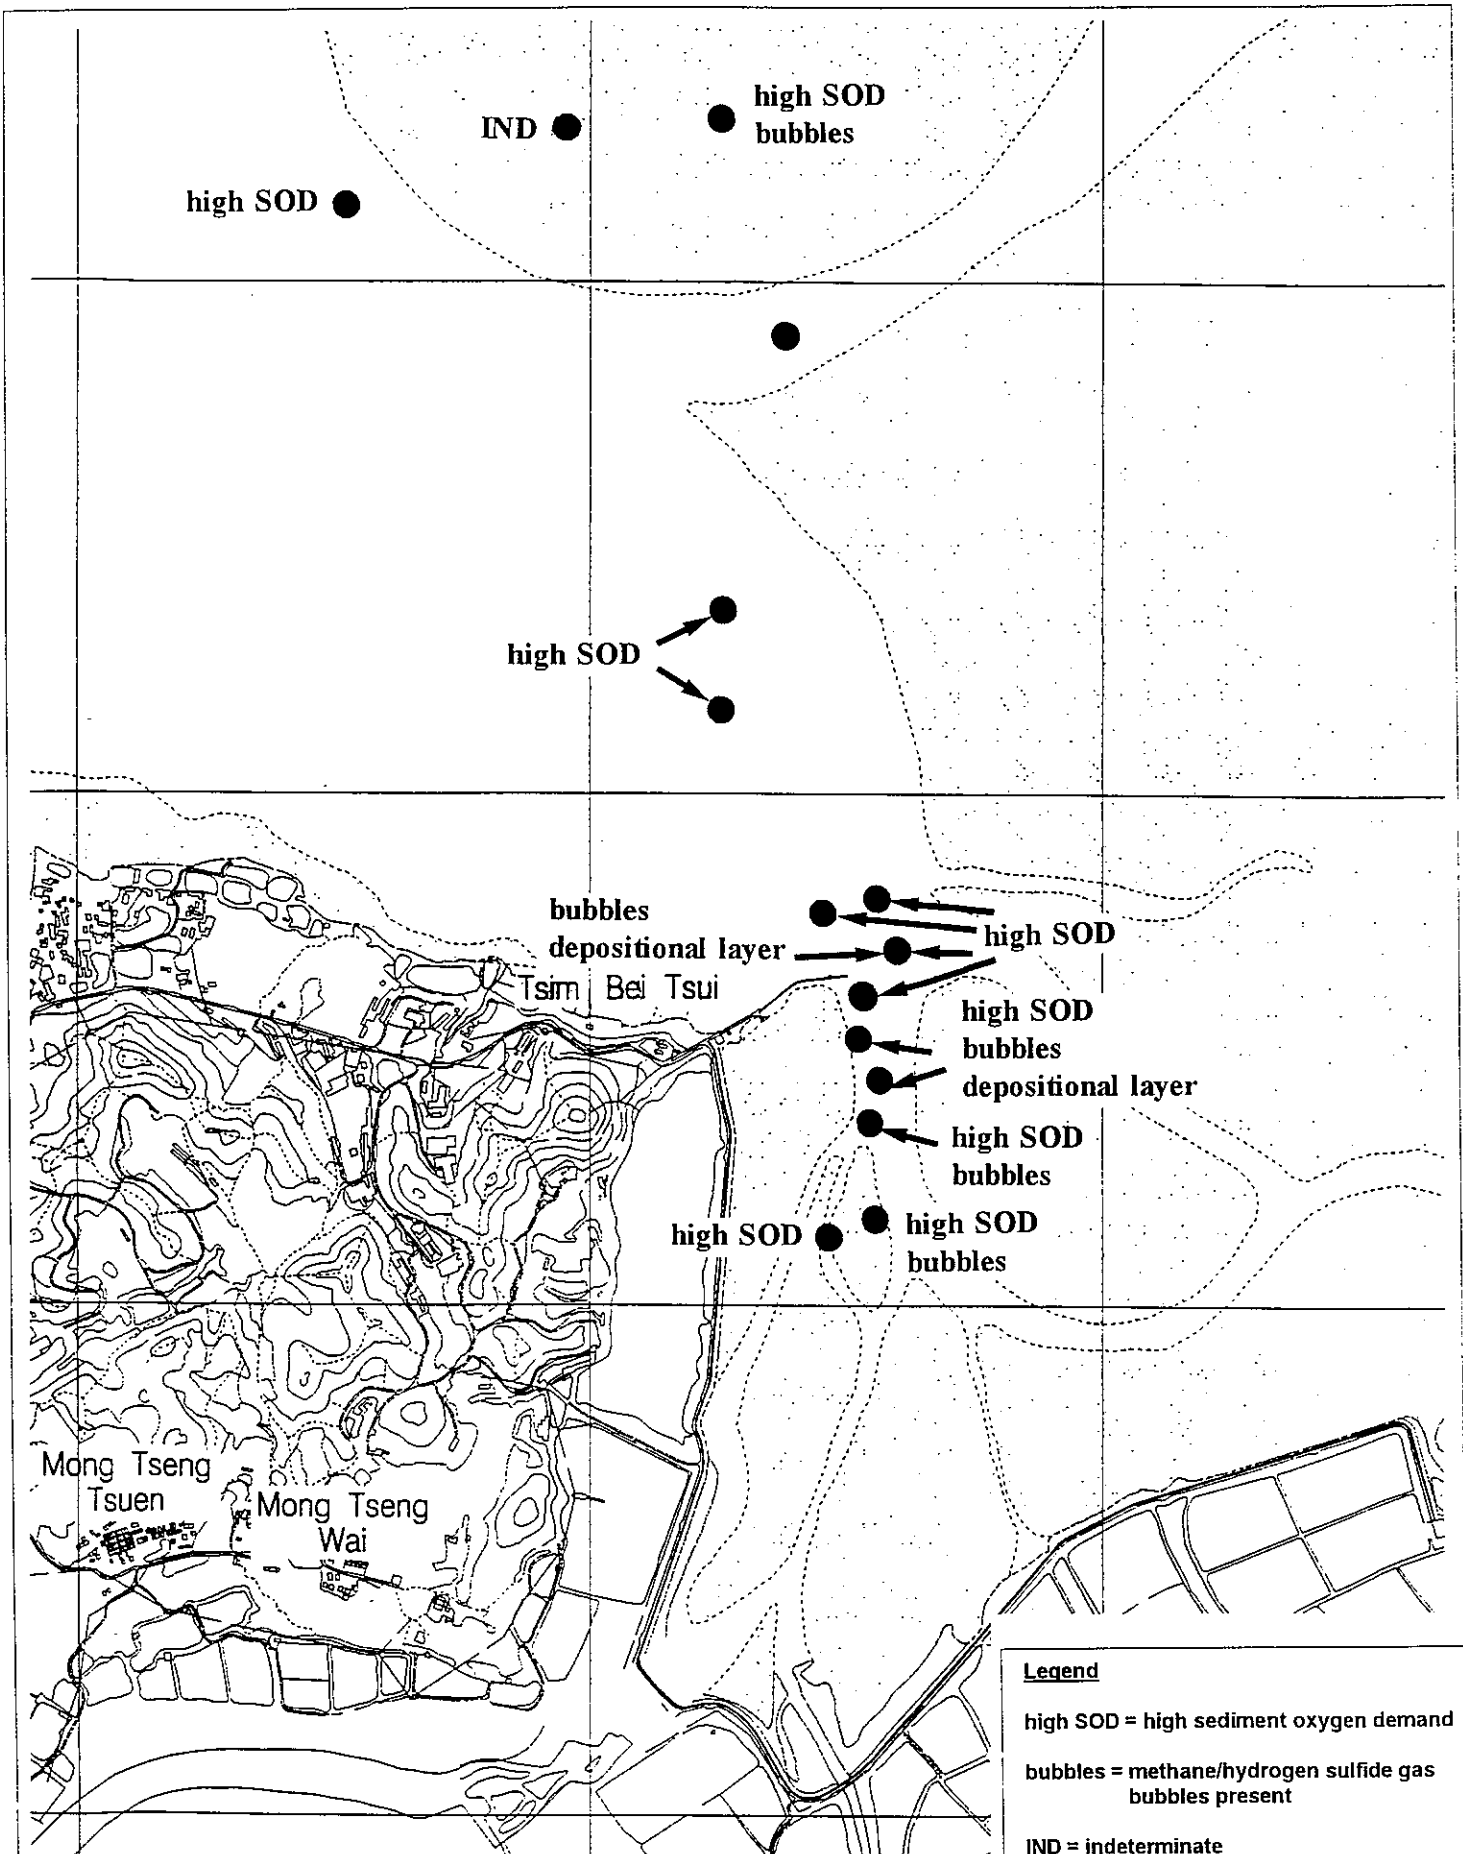 high SOD
bubbles
IND
high SOD
high SOD
bubbles
depositional layer
high SOD
Tsim Bei Tsui
high SOD
bubbles
depositional layer
high SOD
bubbles
high SOD
high SOD
bubbles
Mong Tseng
Tsuen
Mong Tseng
Wai
Legend
high SOD = high sediment oxygen demand
bubbles = methane/hydrogen sulfide gas
bubbles present
IND = indeterminate